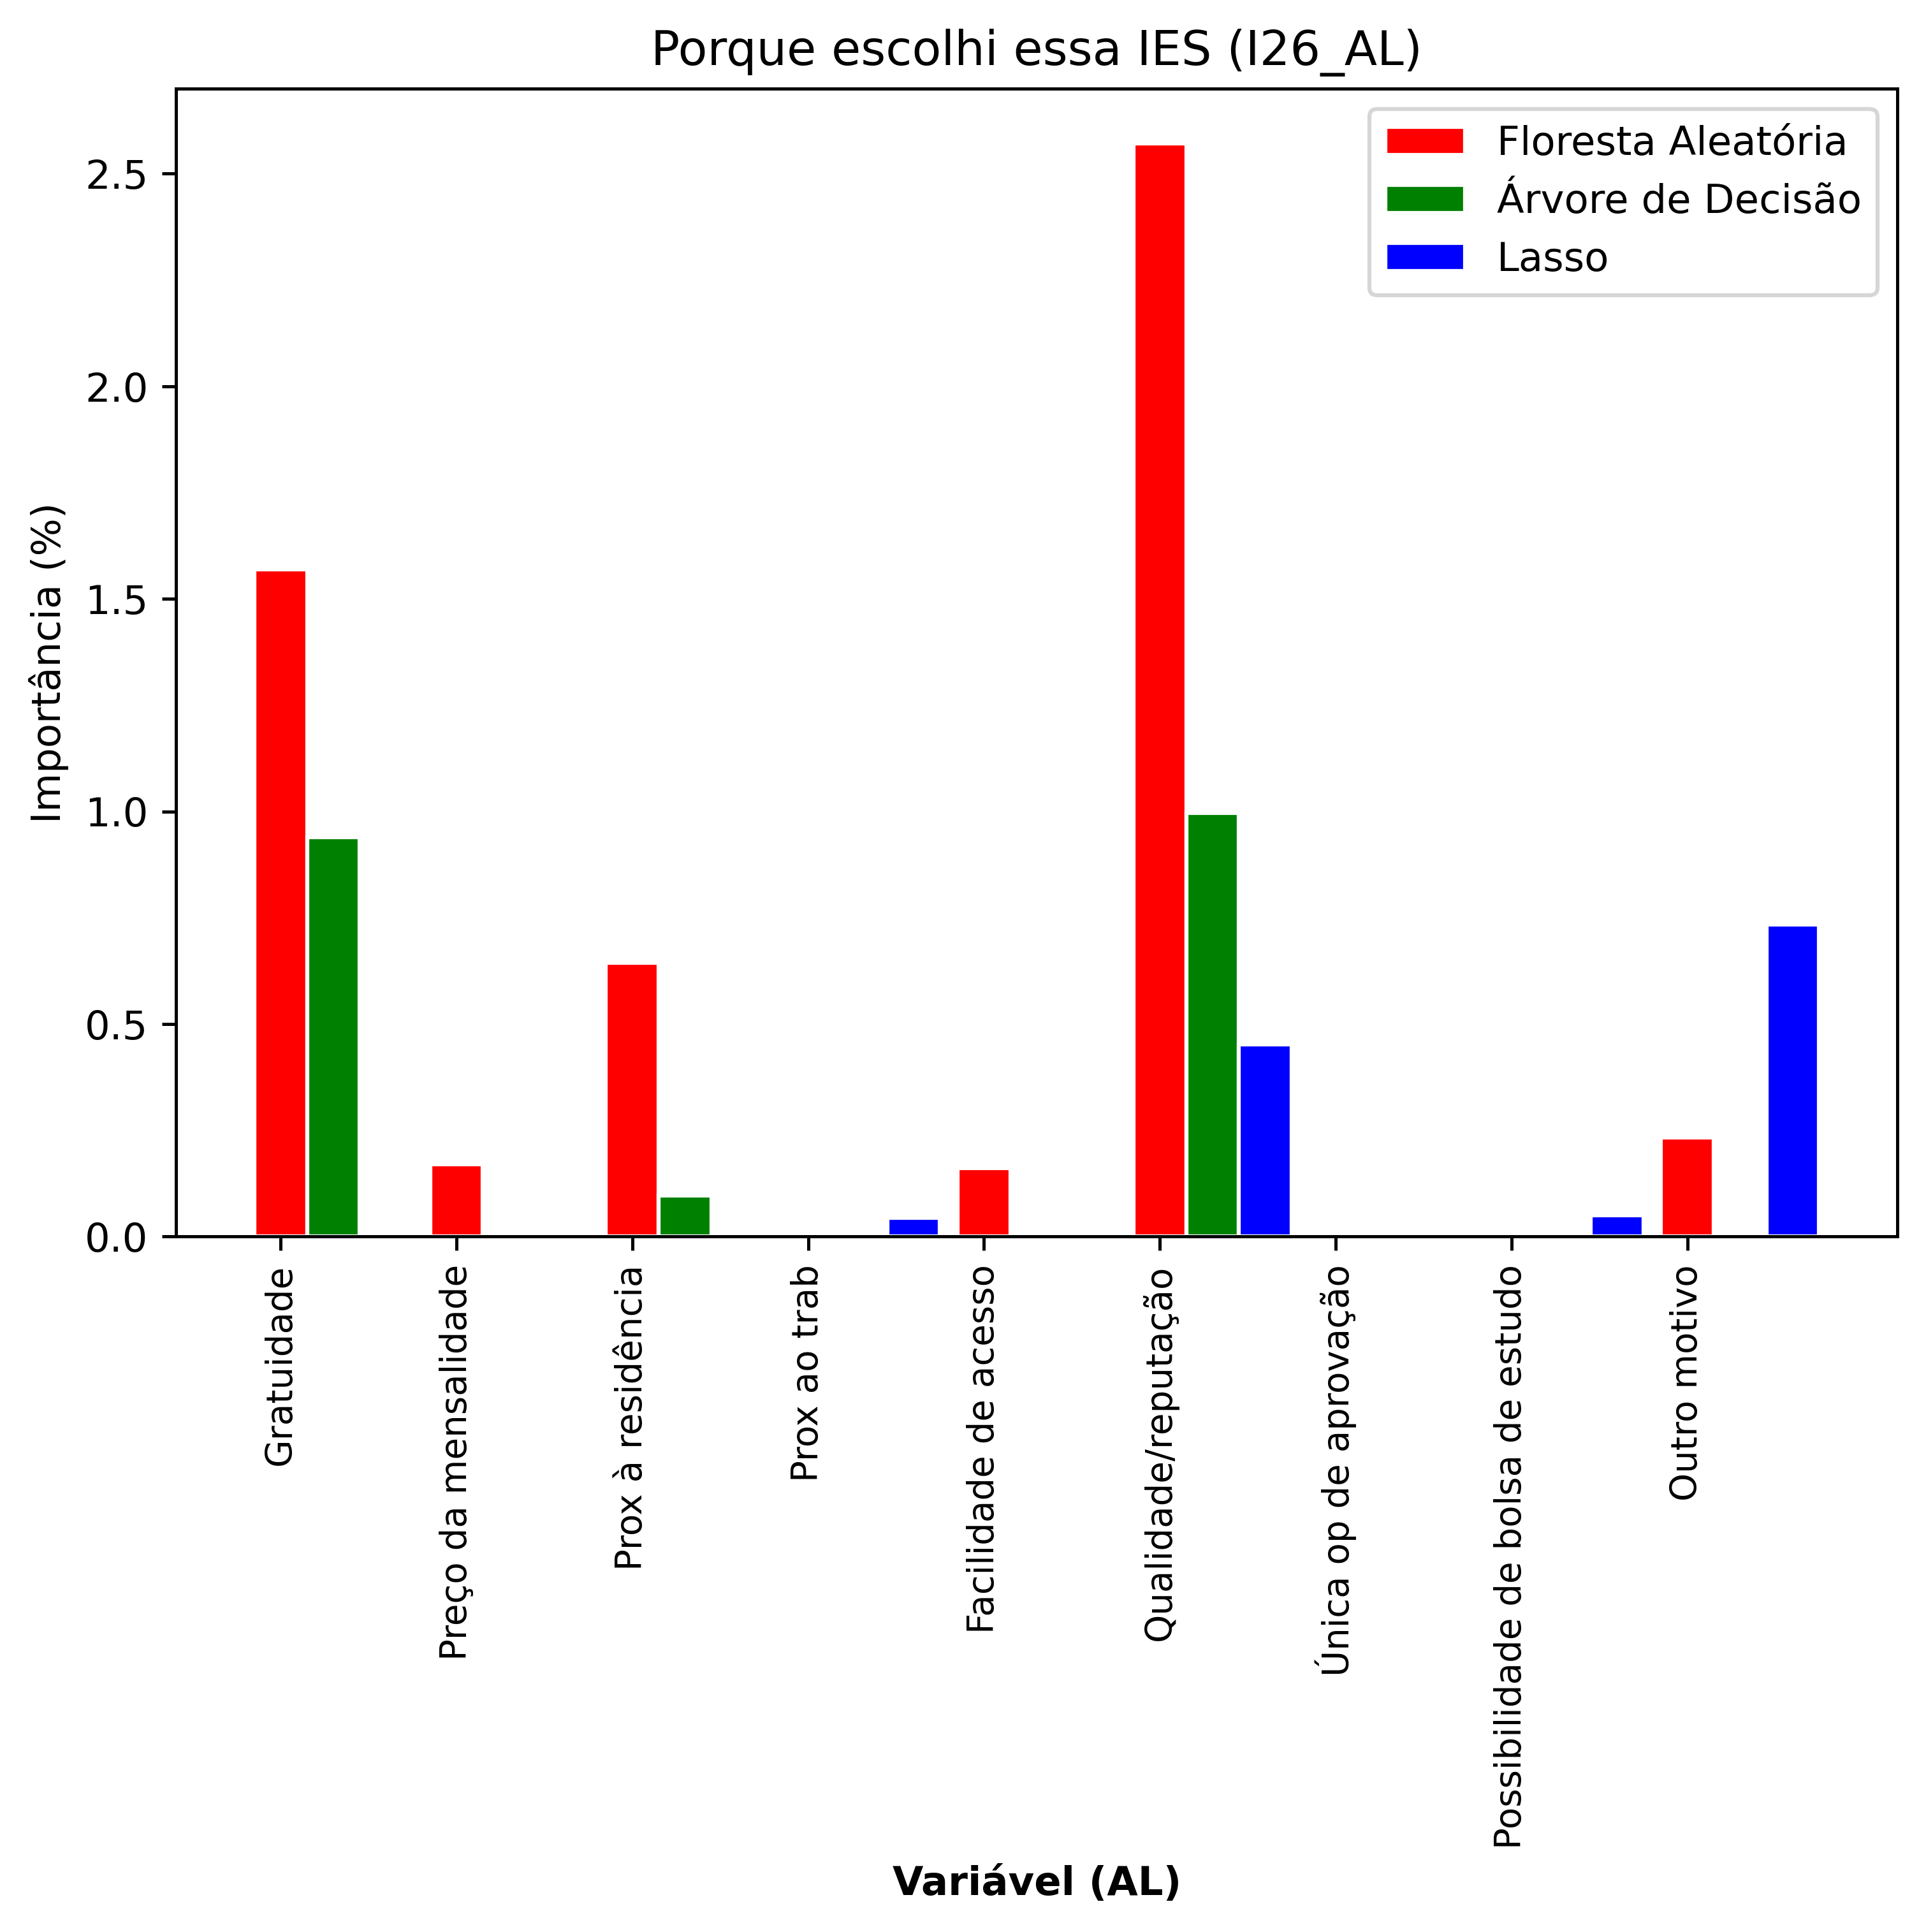 Porque escolhi essa IES (I26_AL)
Floresta Aleatória
Árvore de Decisão
Lasso
Importância (%)
2.5
2.0
1.5
1.0
0.5
0.0
Gratuidade
Preço da mensalidade
Prox à residência
Prox ao trab
Facilidade de acesso
Qualidade/reputação
Única op de aprovação
Possibilidade de bolsa de estudo
Outro motivo
Variável (AL)